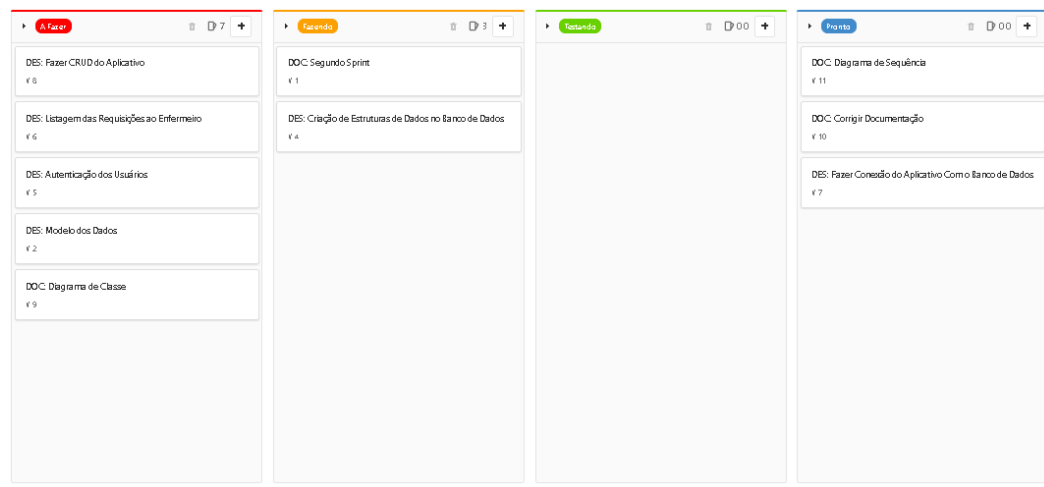 A Fazer 7
DES: Fazer CRUD do Aplicativo
# 8
DES: Listagem das Requisições ao Enfermeiro
# 6
DES: Autenticação dos Usuários
# 5
DES: Modelo dos Dados
# 2
DOC: Diagrama de Classe
# 9
Fazendo 3
DOC: Segundo Sprint
# 1
DES: Criação de Estruturas de Dados no Banco de Dados
# 4
Testando 00
Pronto 00
DOC: Diagrama de Sequência
# 11
DOC: Corrigir Documentação
# 10
DES: Fazer Conexão do Aplicativo Com o Banco de Dados
# 7